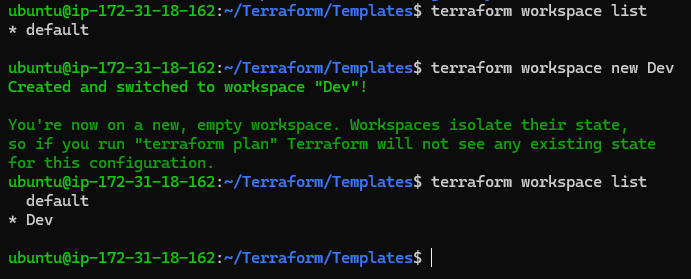 ubuntu@ip-172-31-18-162:~/Terraform/Templates$ terraform workspace list
* default
ubuntu@ip-172-31-18-162:~/Terraform/Templates$ terraform workspace new Dev
Created and switched to workspace "Dev"!
You're now on a new, empty workspace. Workspaces isolate their state,
so if you run "terraform plan" Terraform will not see any existing state
for this configuration.
ubuntu@ip-172-31-18-162:~/Terraform/Templates$ terraform workspace list
  default
* Dev
ubuntu@ip-172-31-18-162:~/Terraform/Templates$